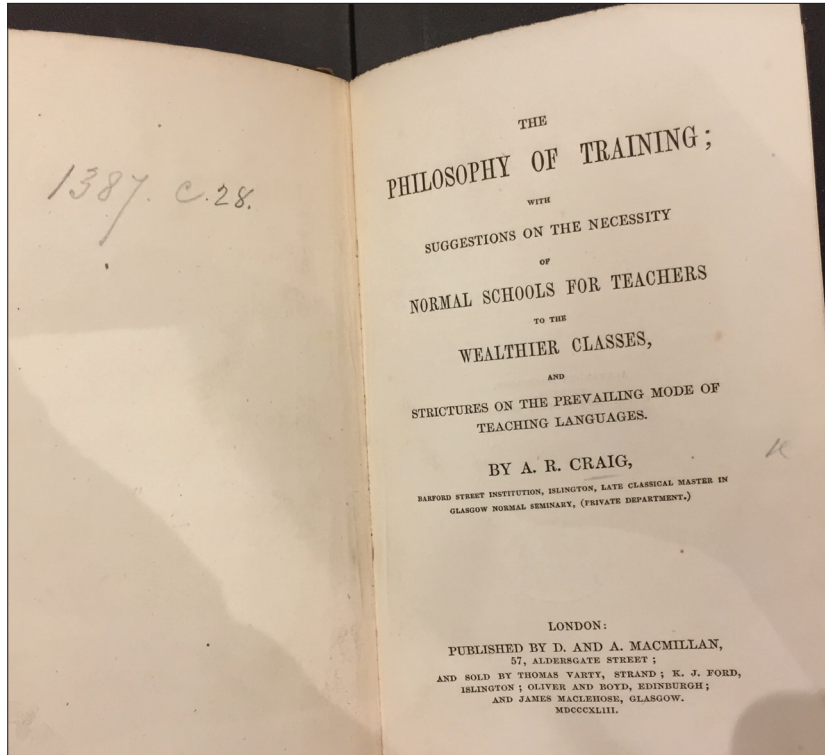 1387. c.28.
THE
PHILOSOPHY OF TRAINING;
WITH
SUGGESTIONS ON THE NECESSITY
OF
NORMAL SCHOOLS FOR TEACHERS
TO THE
WEALTHIER CLASSES,
AND
STRICTURES ON THE PREVAILING MODE OF
TEACHING LANGUAGES.
BY A. R. CRAIG,
BARFORD STREET INSTITUTION, ISLINGTON, LATE CLASSICAL MASTER IN
GLASGOW NORMAL SEMINARY, (PRIVATE DEPARTMENT.)
LONDON:
PUBLISHED BY D. AND A. MACMILLAN,
57, ALDERSGATE STREET;
AND SOLD BY THOMAS VARTY, STRAND; K. J. FORD,
ISLINGTON; OLIVER AND BOYD, EDINBURGH;
AND JAMES MACLEHOSE, GLASGOW.
MDCCCXLIII.